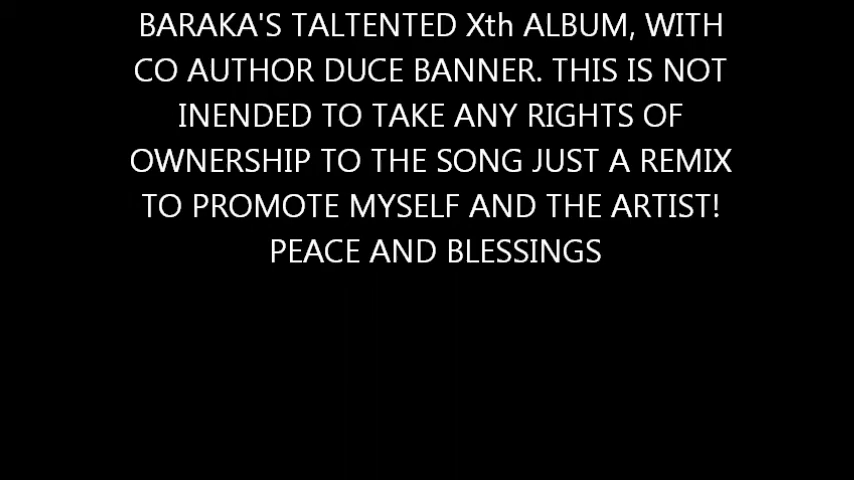 BARAKA'S TALTENTED Xth ALBUM, WITH
CO AUTHOR DUCE BANNER. THIS IS NOT
INENDED TO TAKE ANY RIGHTS OF
OWNERSHIP TO THE SONG JUST A REMIX
TO PROMOTE MYSELF AND THE ARTIST!
PEACE AND BLESSINGS